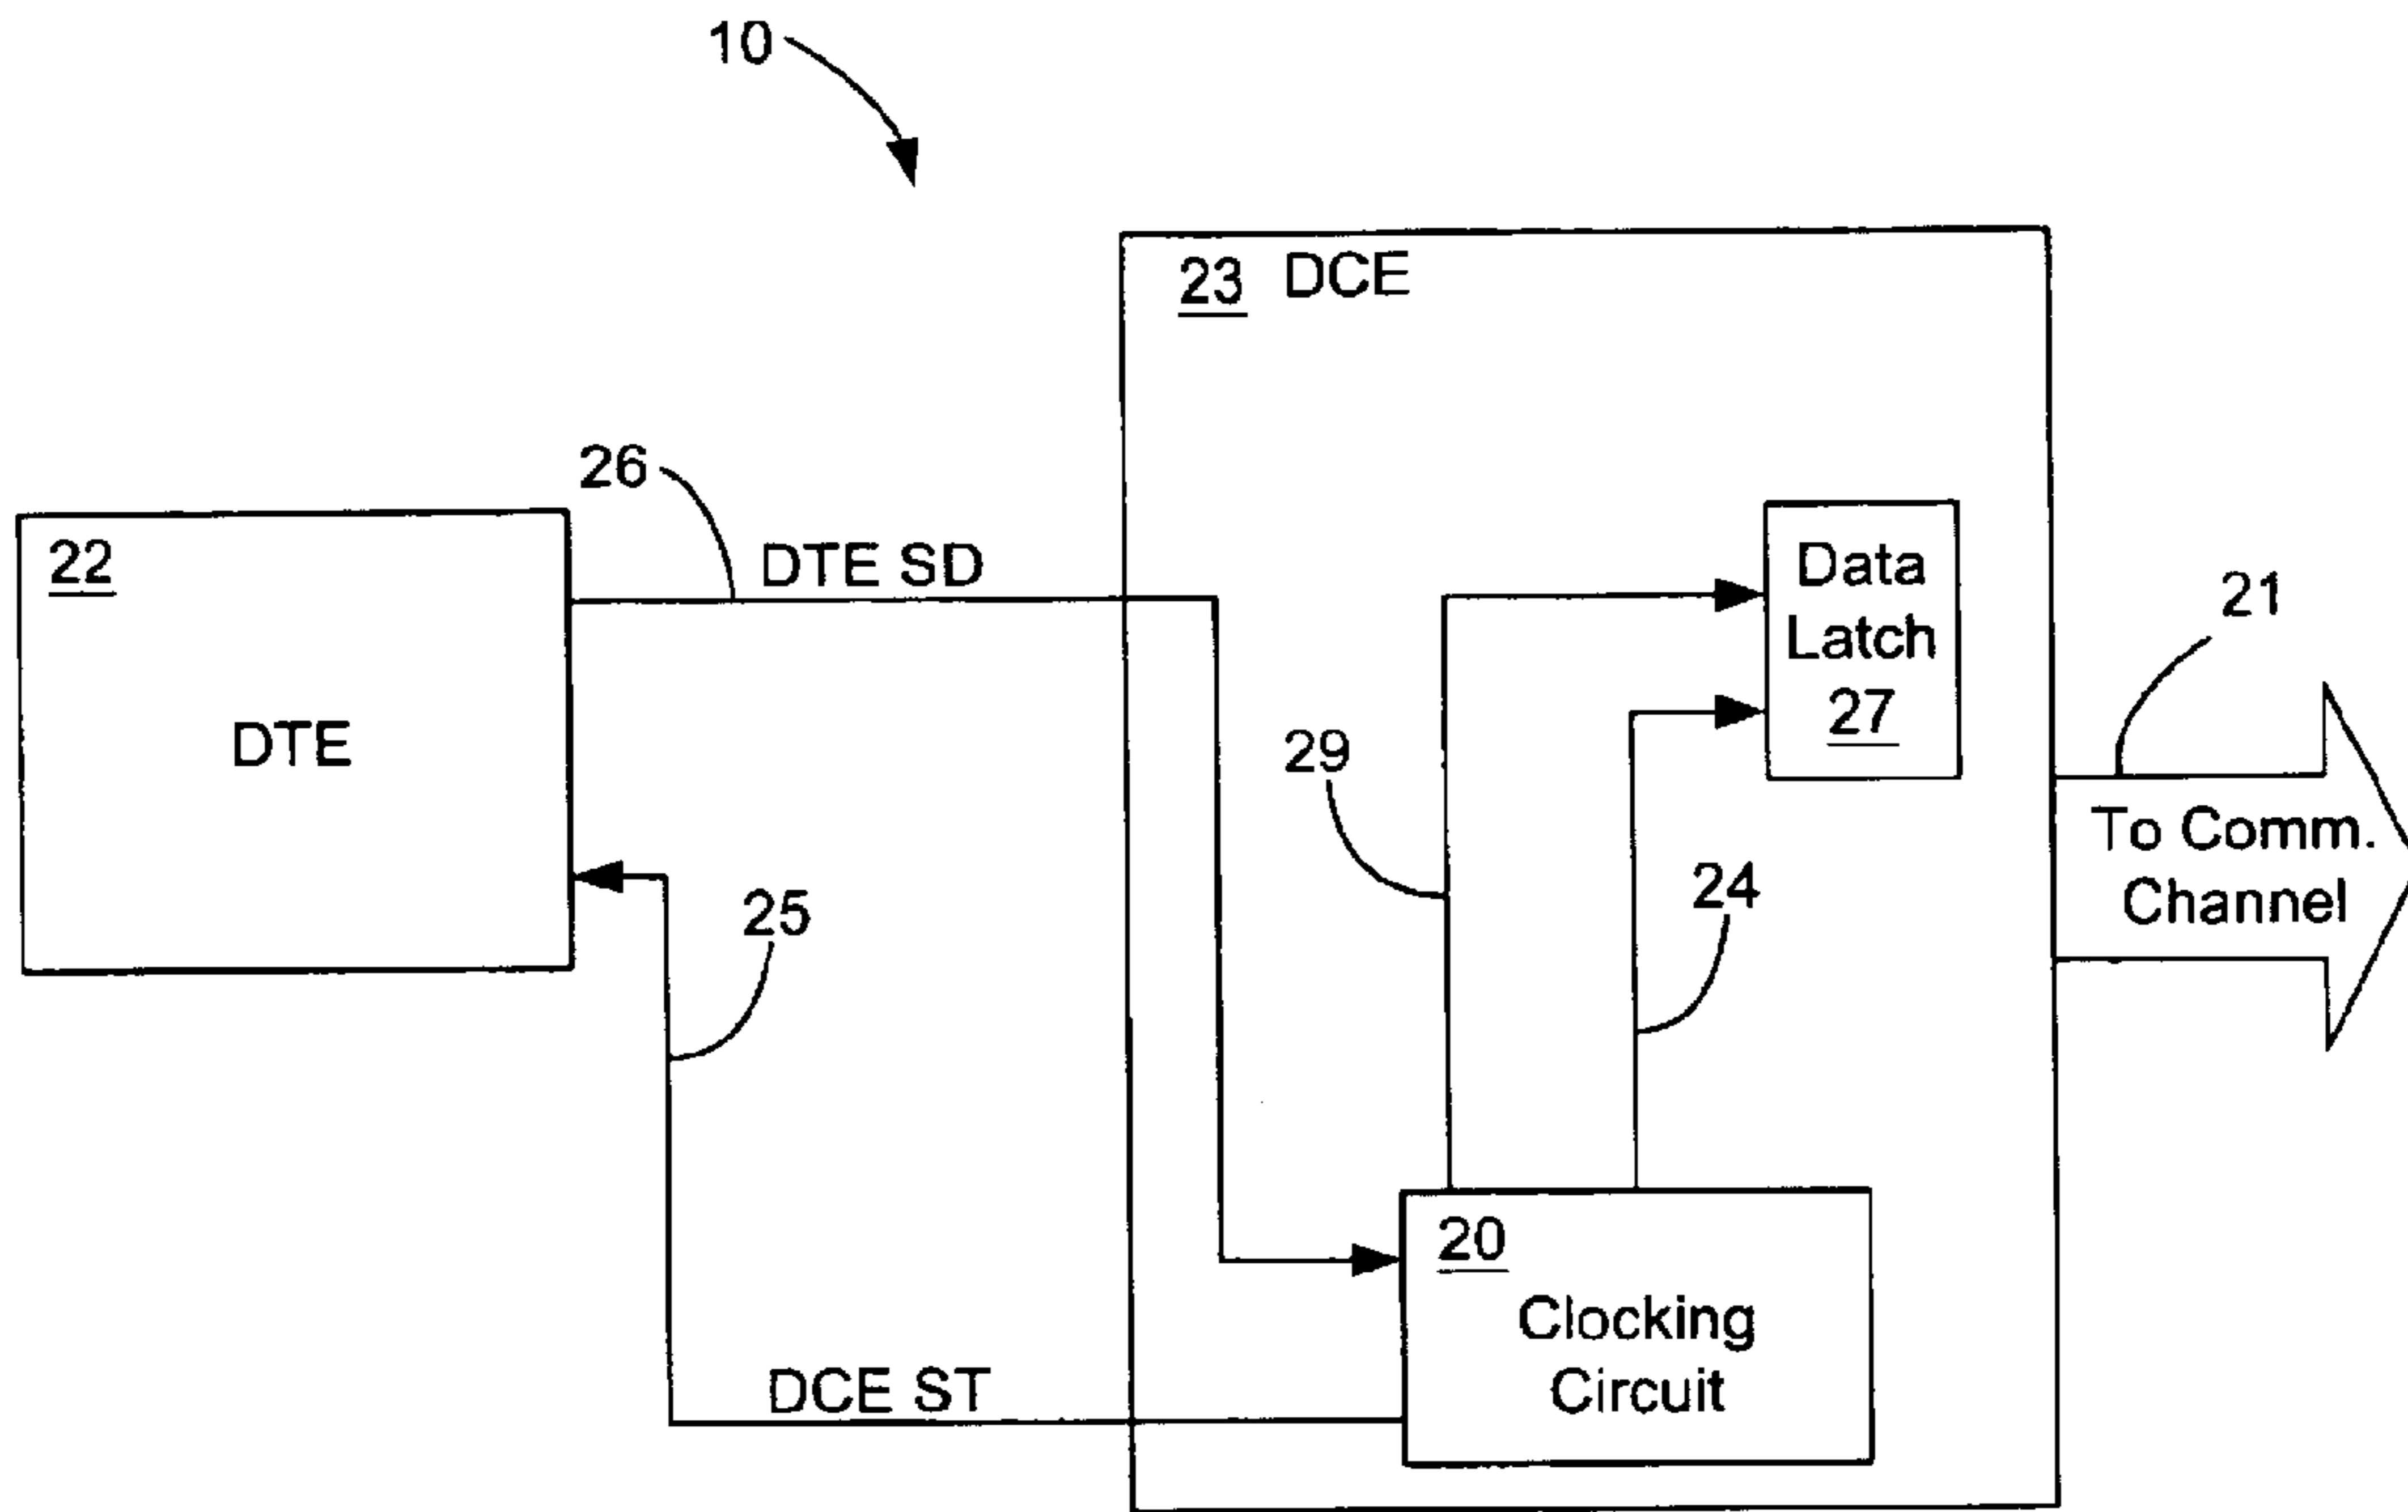 10
23 DCE
26
22
DTE SD
DTE
Data
Latch
27
21
29
24
25
To Comm.
Channel
20
Clocking
Circuit
DCE ST